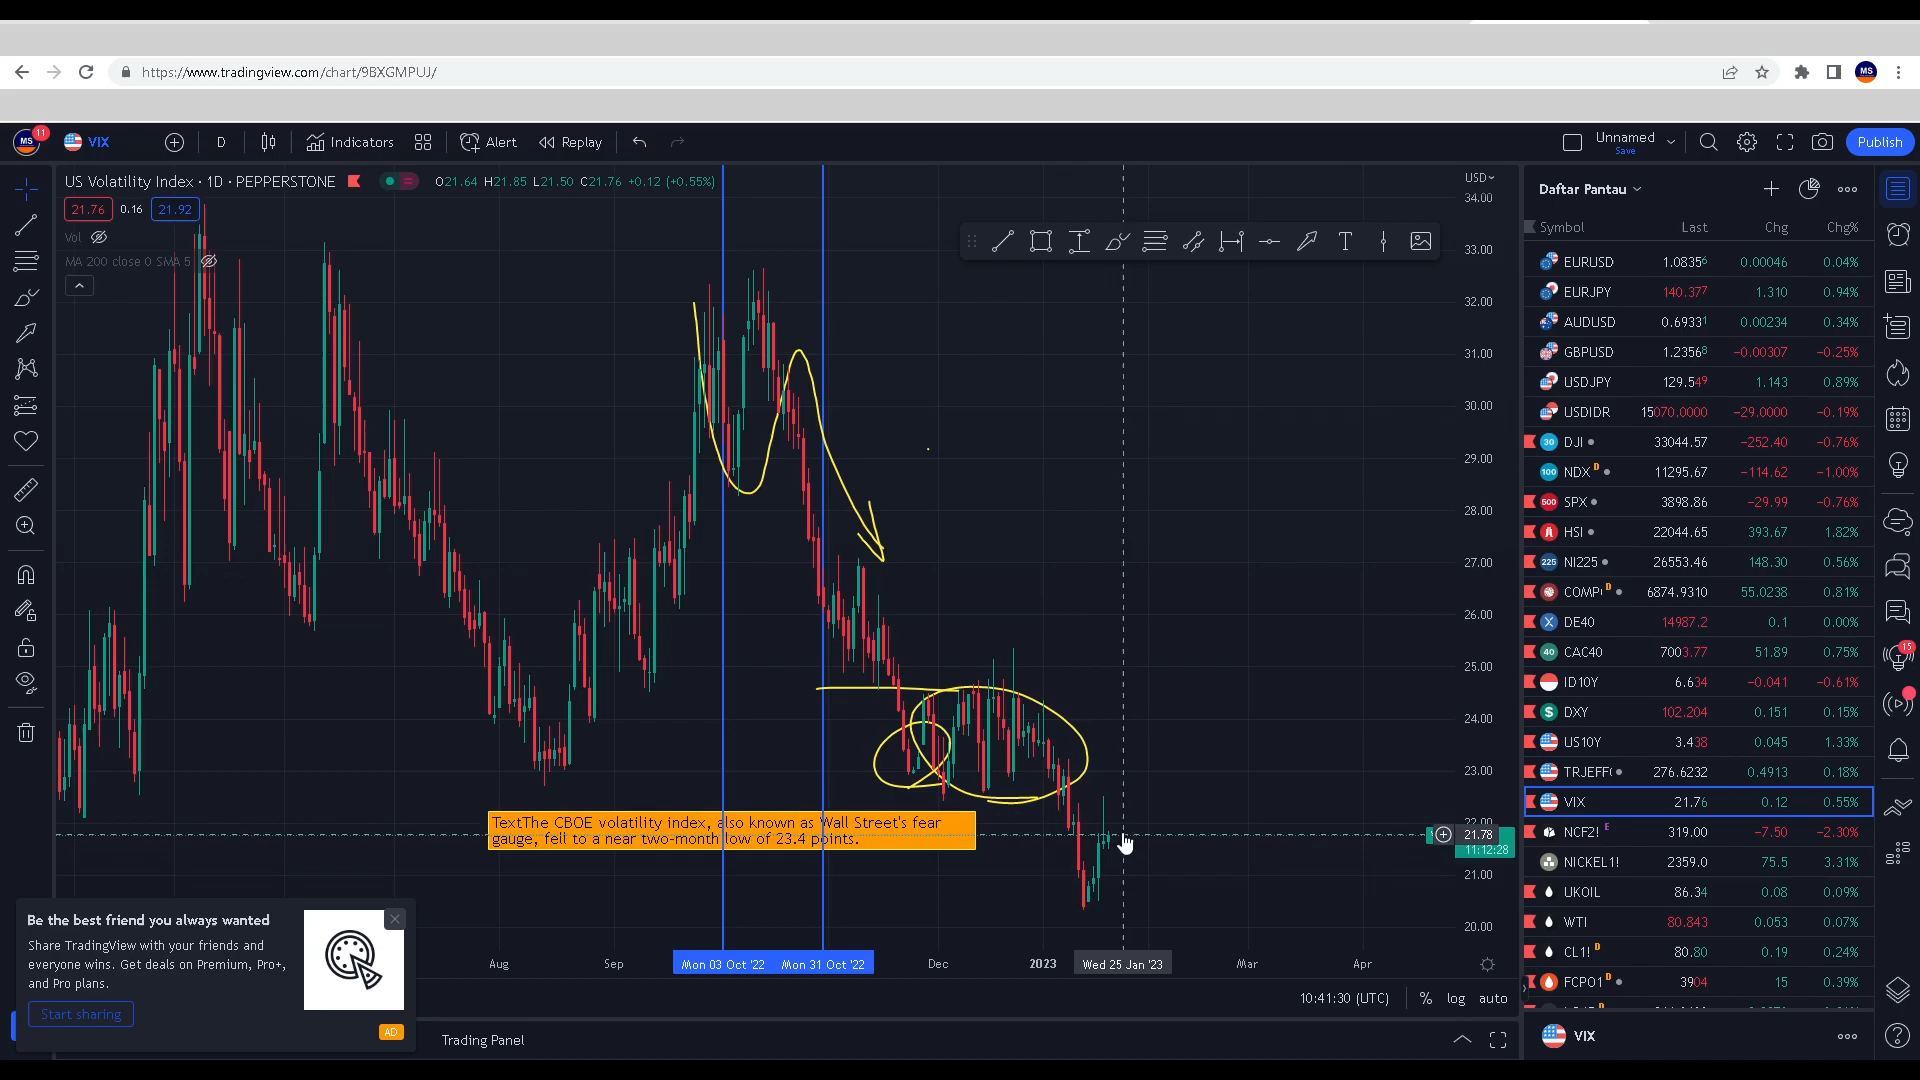 https://www.tradingview.com/chart/9BXGMPUJ/
MS
MS 11 VIX D Indicators Alert Replay Unnamed Save Publish
US Volatility Index · 1D · PEPPERSTONE O21.64 H21.85 L21.50 C21.76 +0.12 (+0.55%)
21.76 0.16 21.92
Vol
MA 200 close 0 SMA 5
USD
34.00
33.00
32.00
31.00
30.00
29.00
28.00
27.00
26.00
25.00
24.00
23.00
22.00
21.78
11:12:28
21.00
20.00
TextThe CBOE volatility index, also known as Wall Street's fear
gauge, fell to a near two-month low of 23.4 points.
Aug Sep Mon 03 Oct '22 Mon 31 Oct '22 Dec 2023 Wed 25 Jan '23 Mar Apr
10:41:30 (UTC) % log auto
Trading Panel
Be the best friend you always wanted
Share TradingView with your friends and
everyone wins. Get deals on Premium, Pro+,
and Pro plans.
Start sharing
AD
Daftar Pantau
Symbol Last Chg Chg%
EURUSD 1.08356 0.00046 0.04%
EURJPY 140.377 1.310 0.94%
AUDUSD 0.69331 0.00234 0.34%
GBPUSD 1.23568 −0.00307 −0.25%
USDJPY 129.549 1.143 0.89%
USDIDR 15070.0000 −29.0000 −0.19%
30 DJI 33044.57 −252.40 −0.76%
100 NDX D 11295.67 −114.62 −1.00%
500 SPX 3898.86 −29.99 −0.76%
HSI 22044.65 393.67 1.82%
225 NI225 26553.46 148.30 0.56%
COMP D 6874.9310 55.0238 0.81%
X DE40 14987.2 0.1 0.00%
40 CAC40 7003.77 51.89 0.75%
ID10Y 6.634 −0.041 −0.61%
$ DXY 102.204 0.151 0.15%
US10Y 3.438 0.045 1.33%
TRJEFF 276.6232 0.4913 0.18%
VIX 21.76 0.12 0.55%
NCF2! E 319.00 −7.50 −2.30%
NICKEL1! 2359.0 75.5 3.31%
UKOIL 86.34 0.08 0.09%
WTI 80.843 0.053 0.07%
CL1! D 80.80 0.19 0.24%
FCPO1 D 3904 15 0.39%
VIX
15